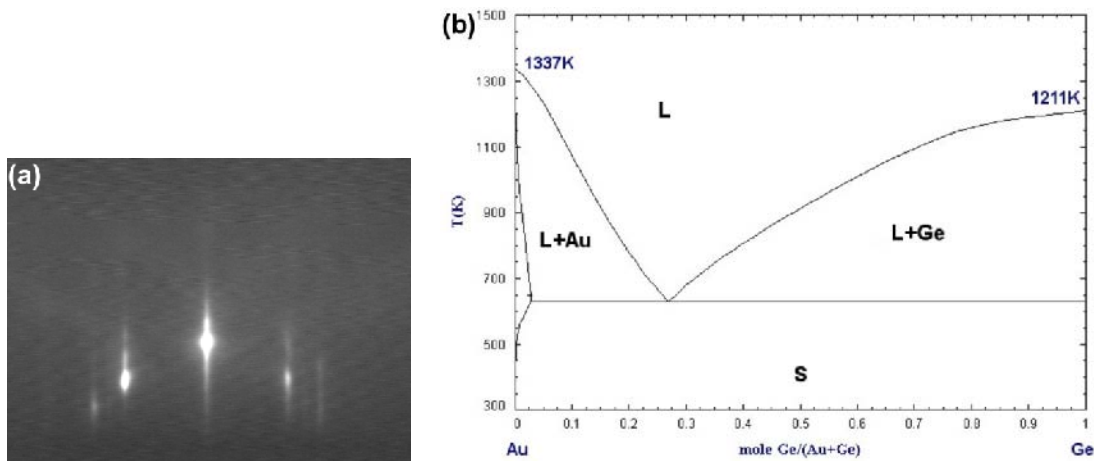 (a)
(b)
1500
1300
1100
900
700
500
300
T(K)
1337K
1211K
L
L+Au
L+Ge
S
0 0.1 0.2 0.3 0.4 0.5 0.6 0.7 0.8 0.9 1
Au mole Ge/(Au+Ge) Ge